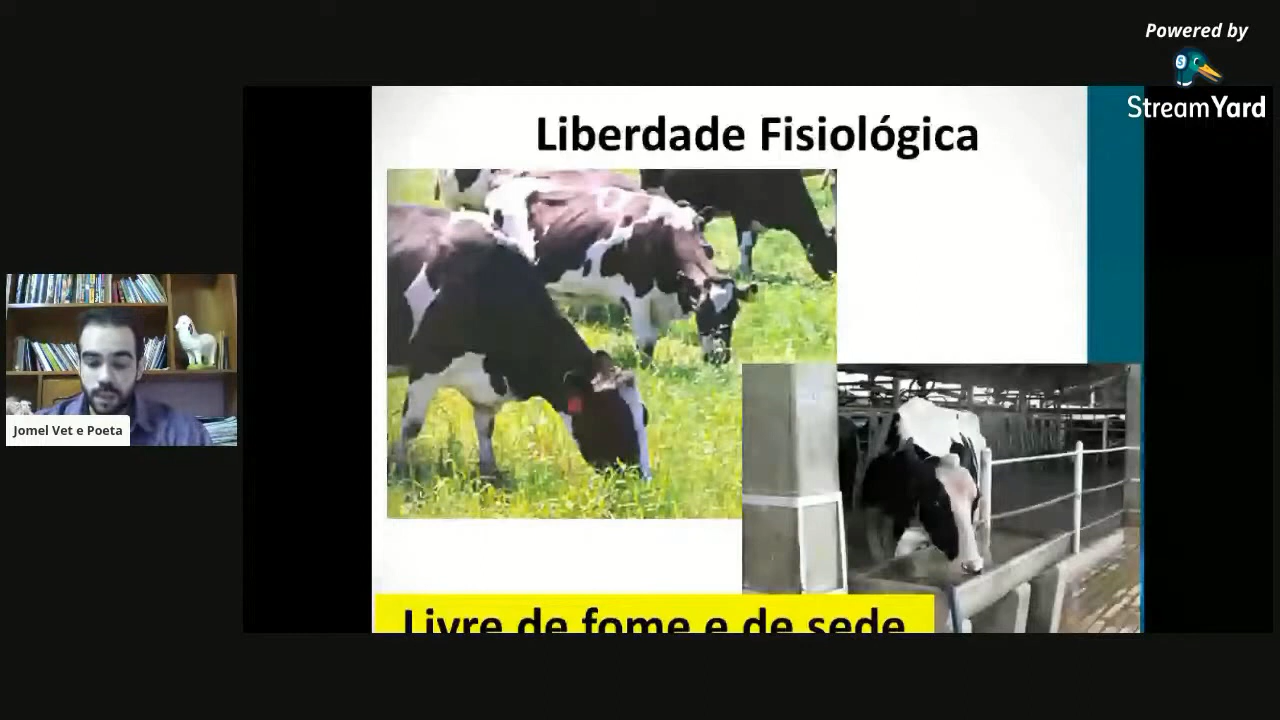 Powered by
StreamYard
Liberdade Fisiológica
Jomel Vet e Poeta
Livre de fome e de sede